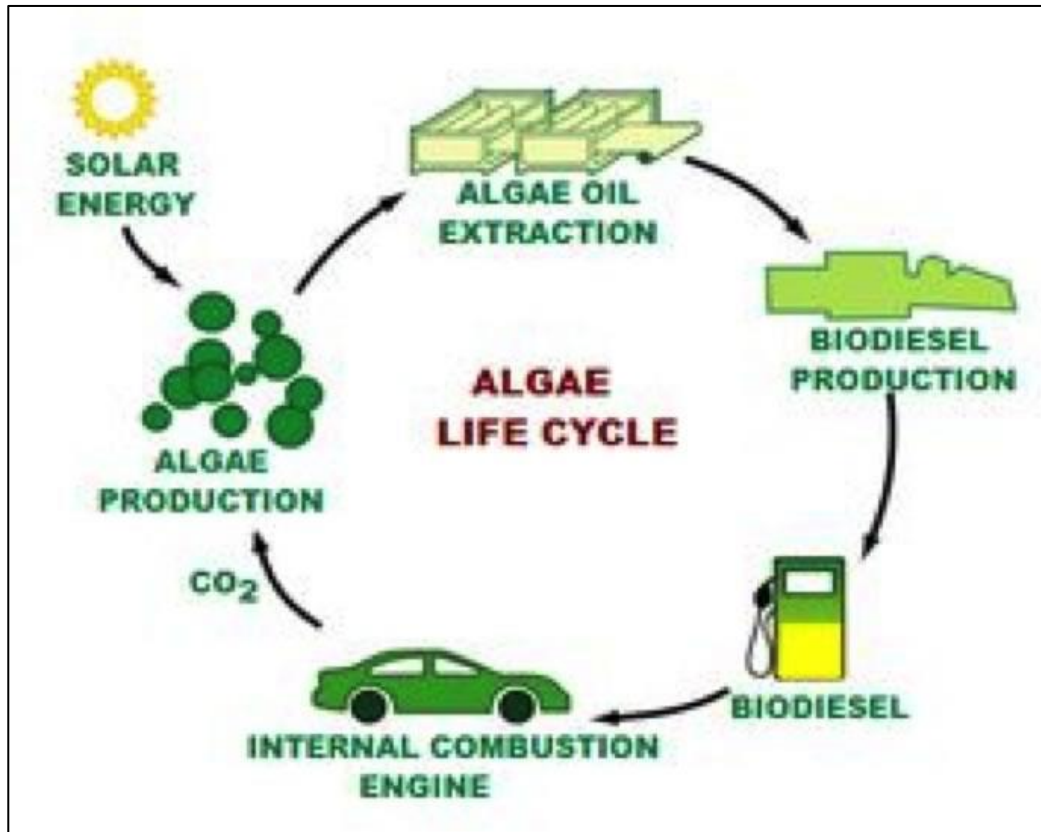 SOLAR
ENERGY
ALGAE OIL
EXTRACTION
BIODIESEL
PRODUCTION
ALGAE
LIFE CYCLE
ALGAE
PRODUCTION
CO₂
BIODIESEL
INTERNAL COMBUSTION
ENGINE